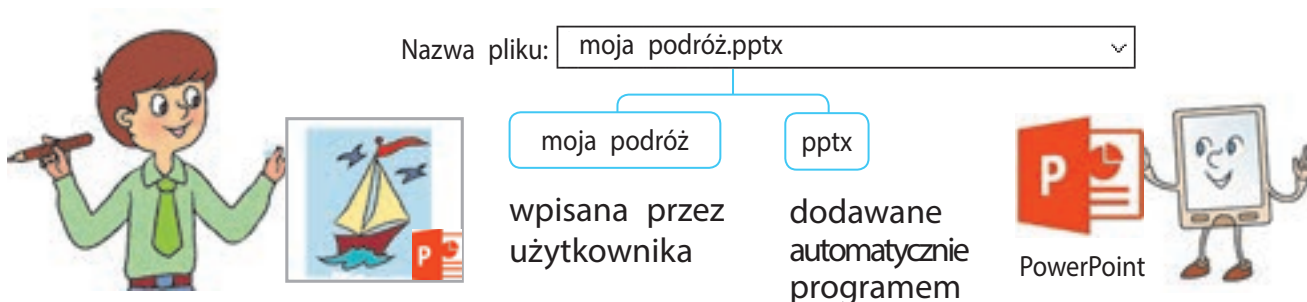 Nazwa pliku: moja podróż.pptx
moja podróż
pptx
wpisana przez
użytkownika
dodawane
automatycznie
programem
P
P
PowerPoint